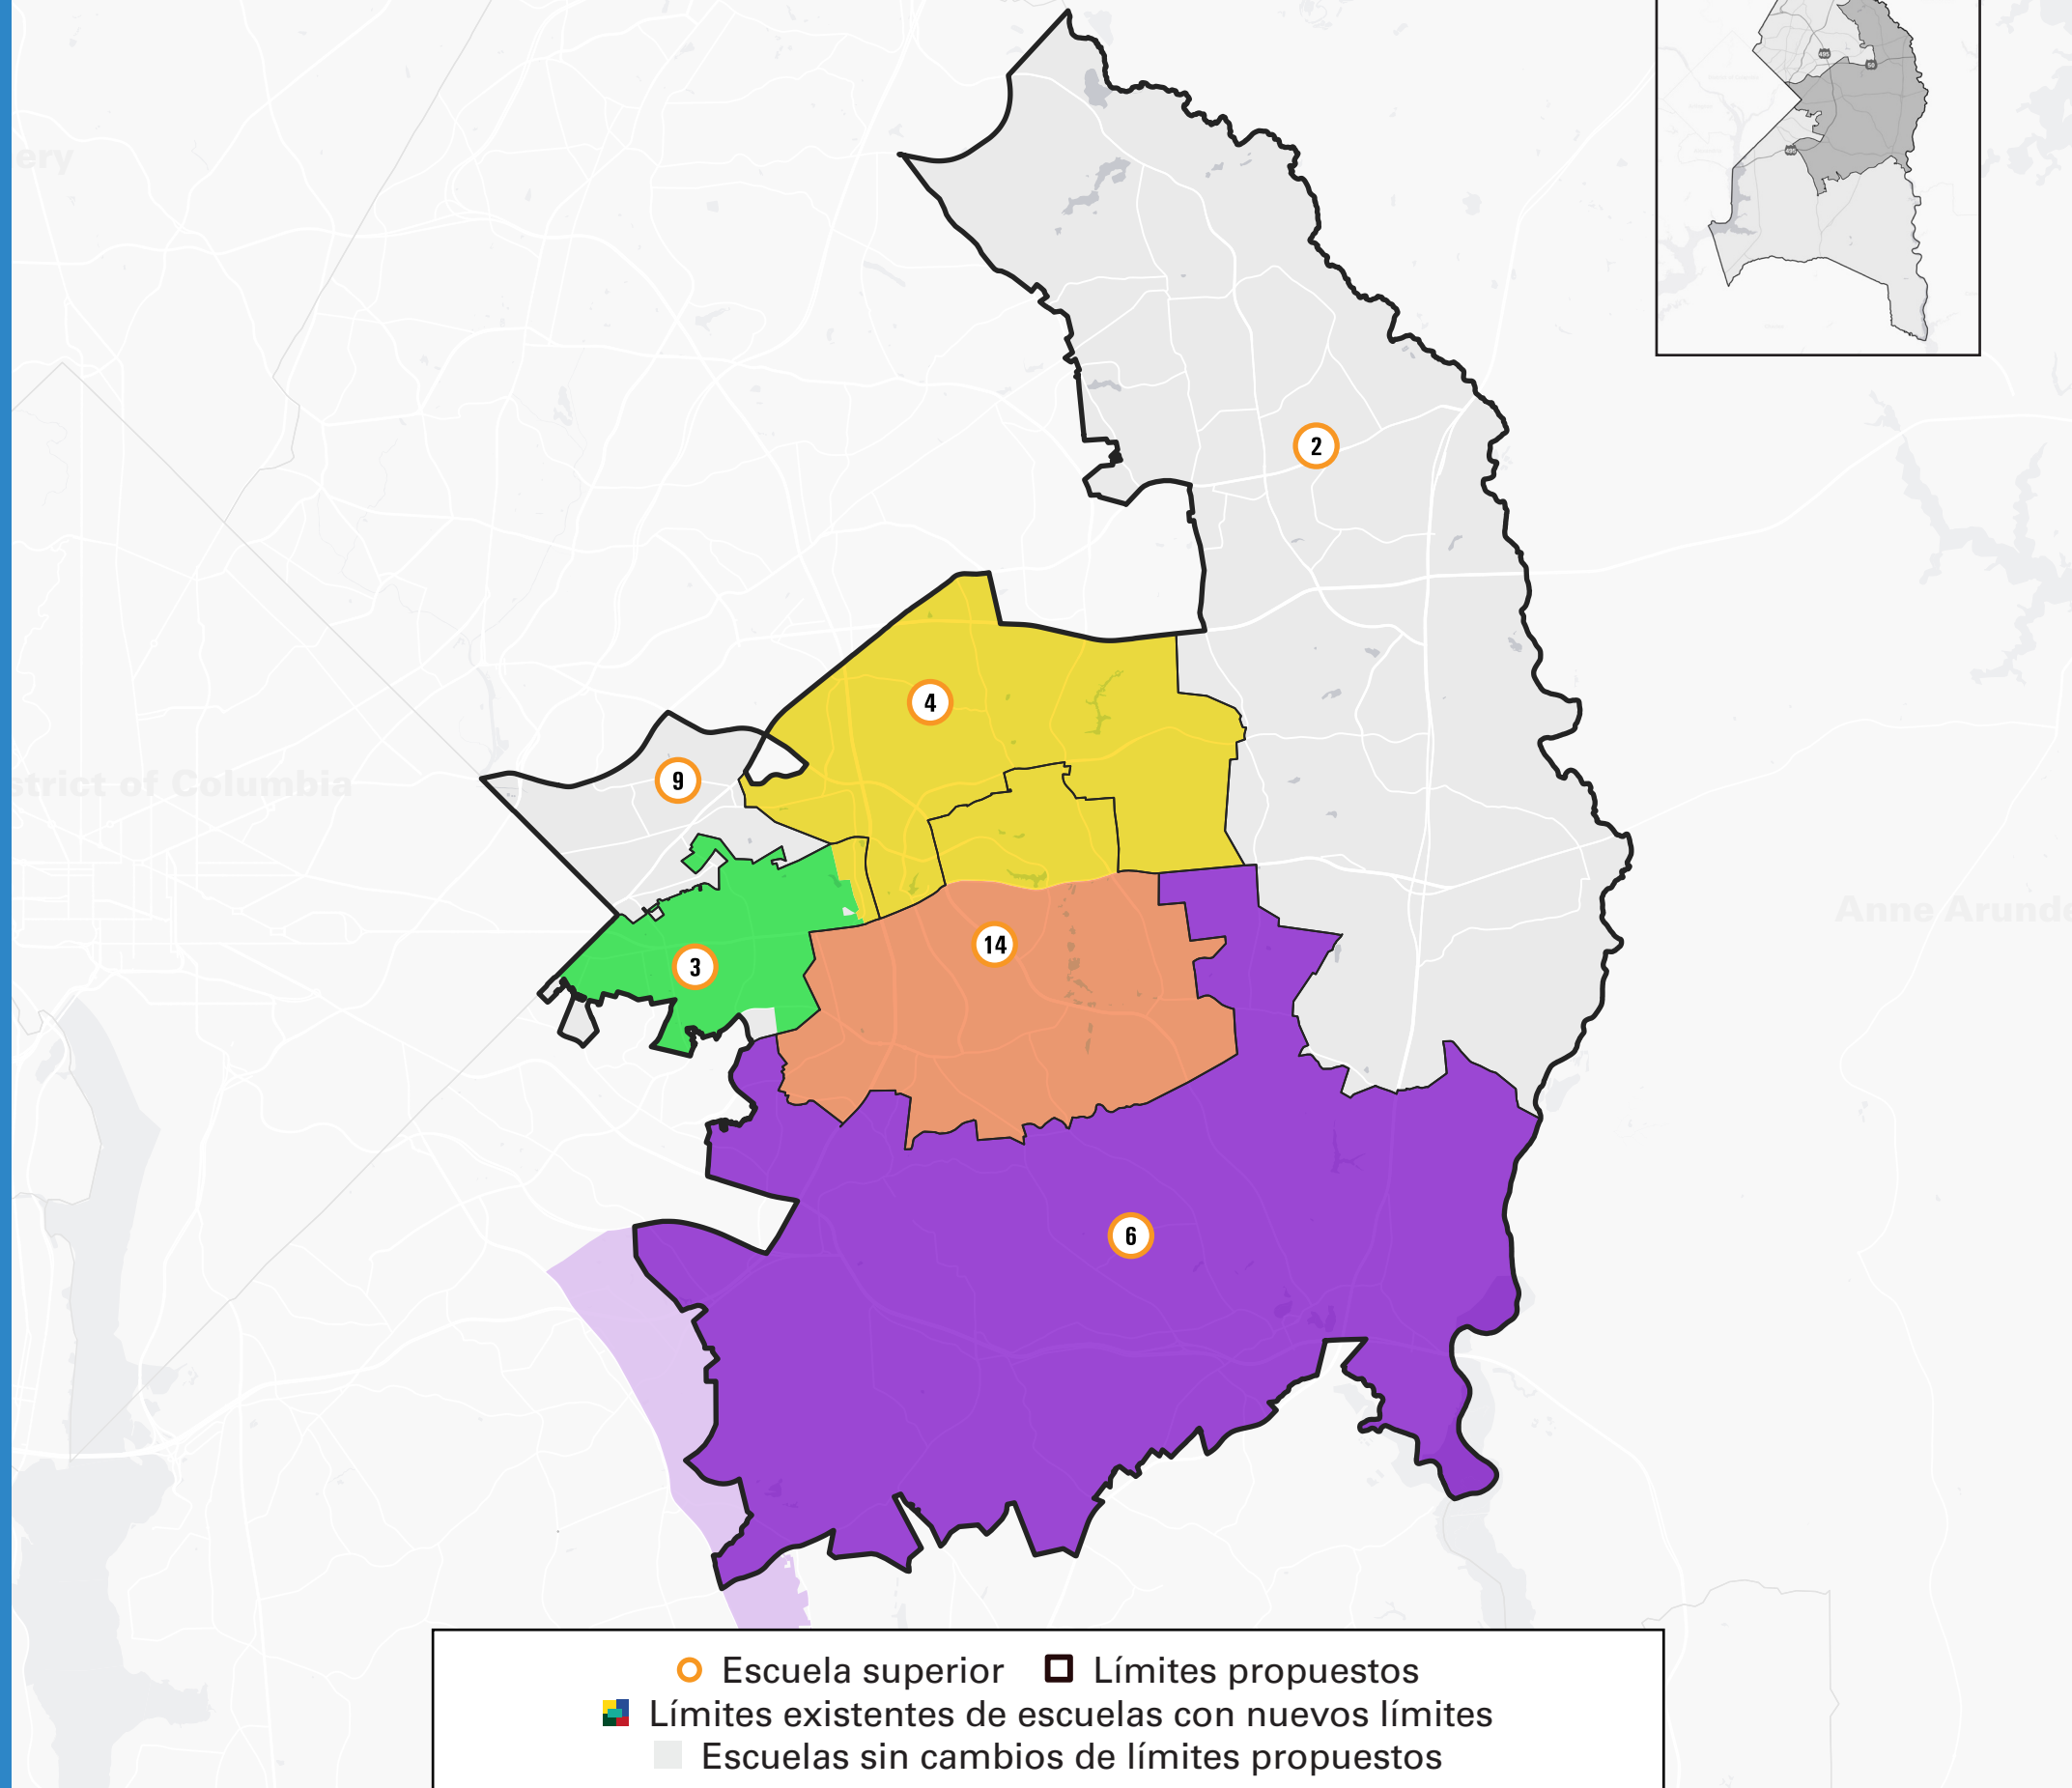 ery
2
4
9
strict of Columbia
14
3
Anne Arunde
6
Escuela superior
Límites propuestos
Límites existentes de escuelas con nuevos límites
Escuelas sin cambios de límites propuestos